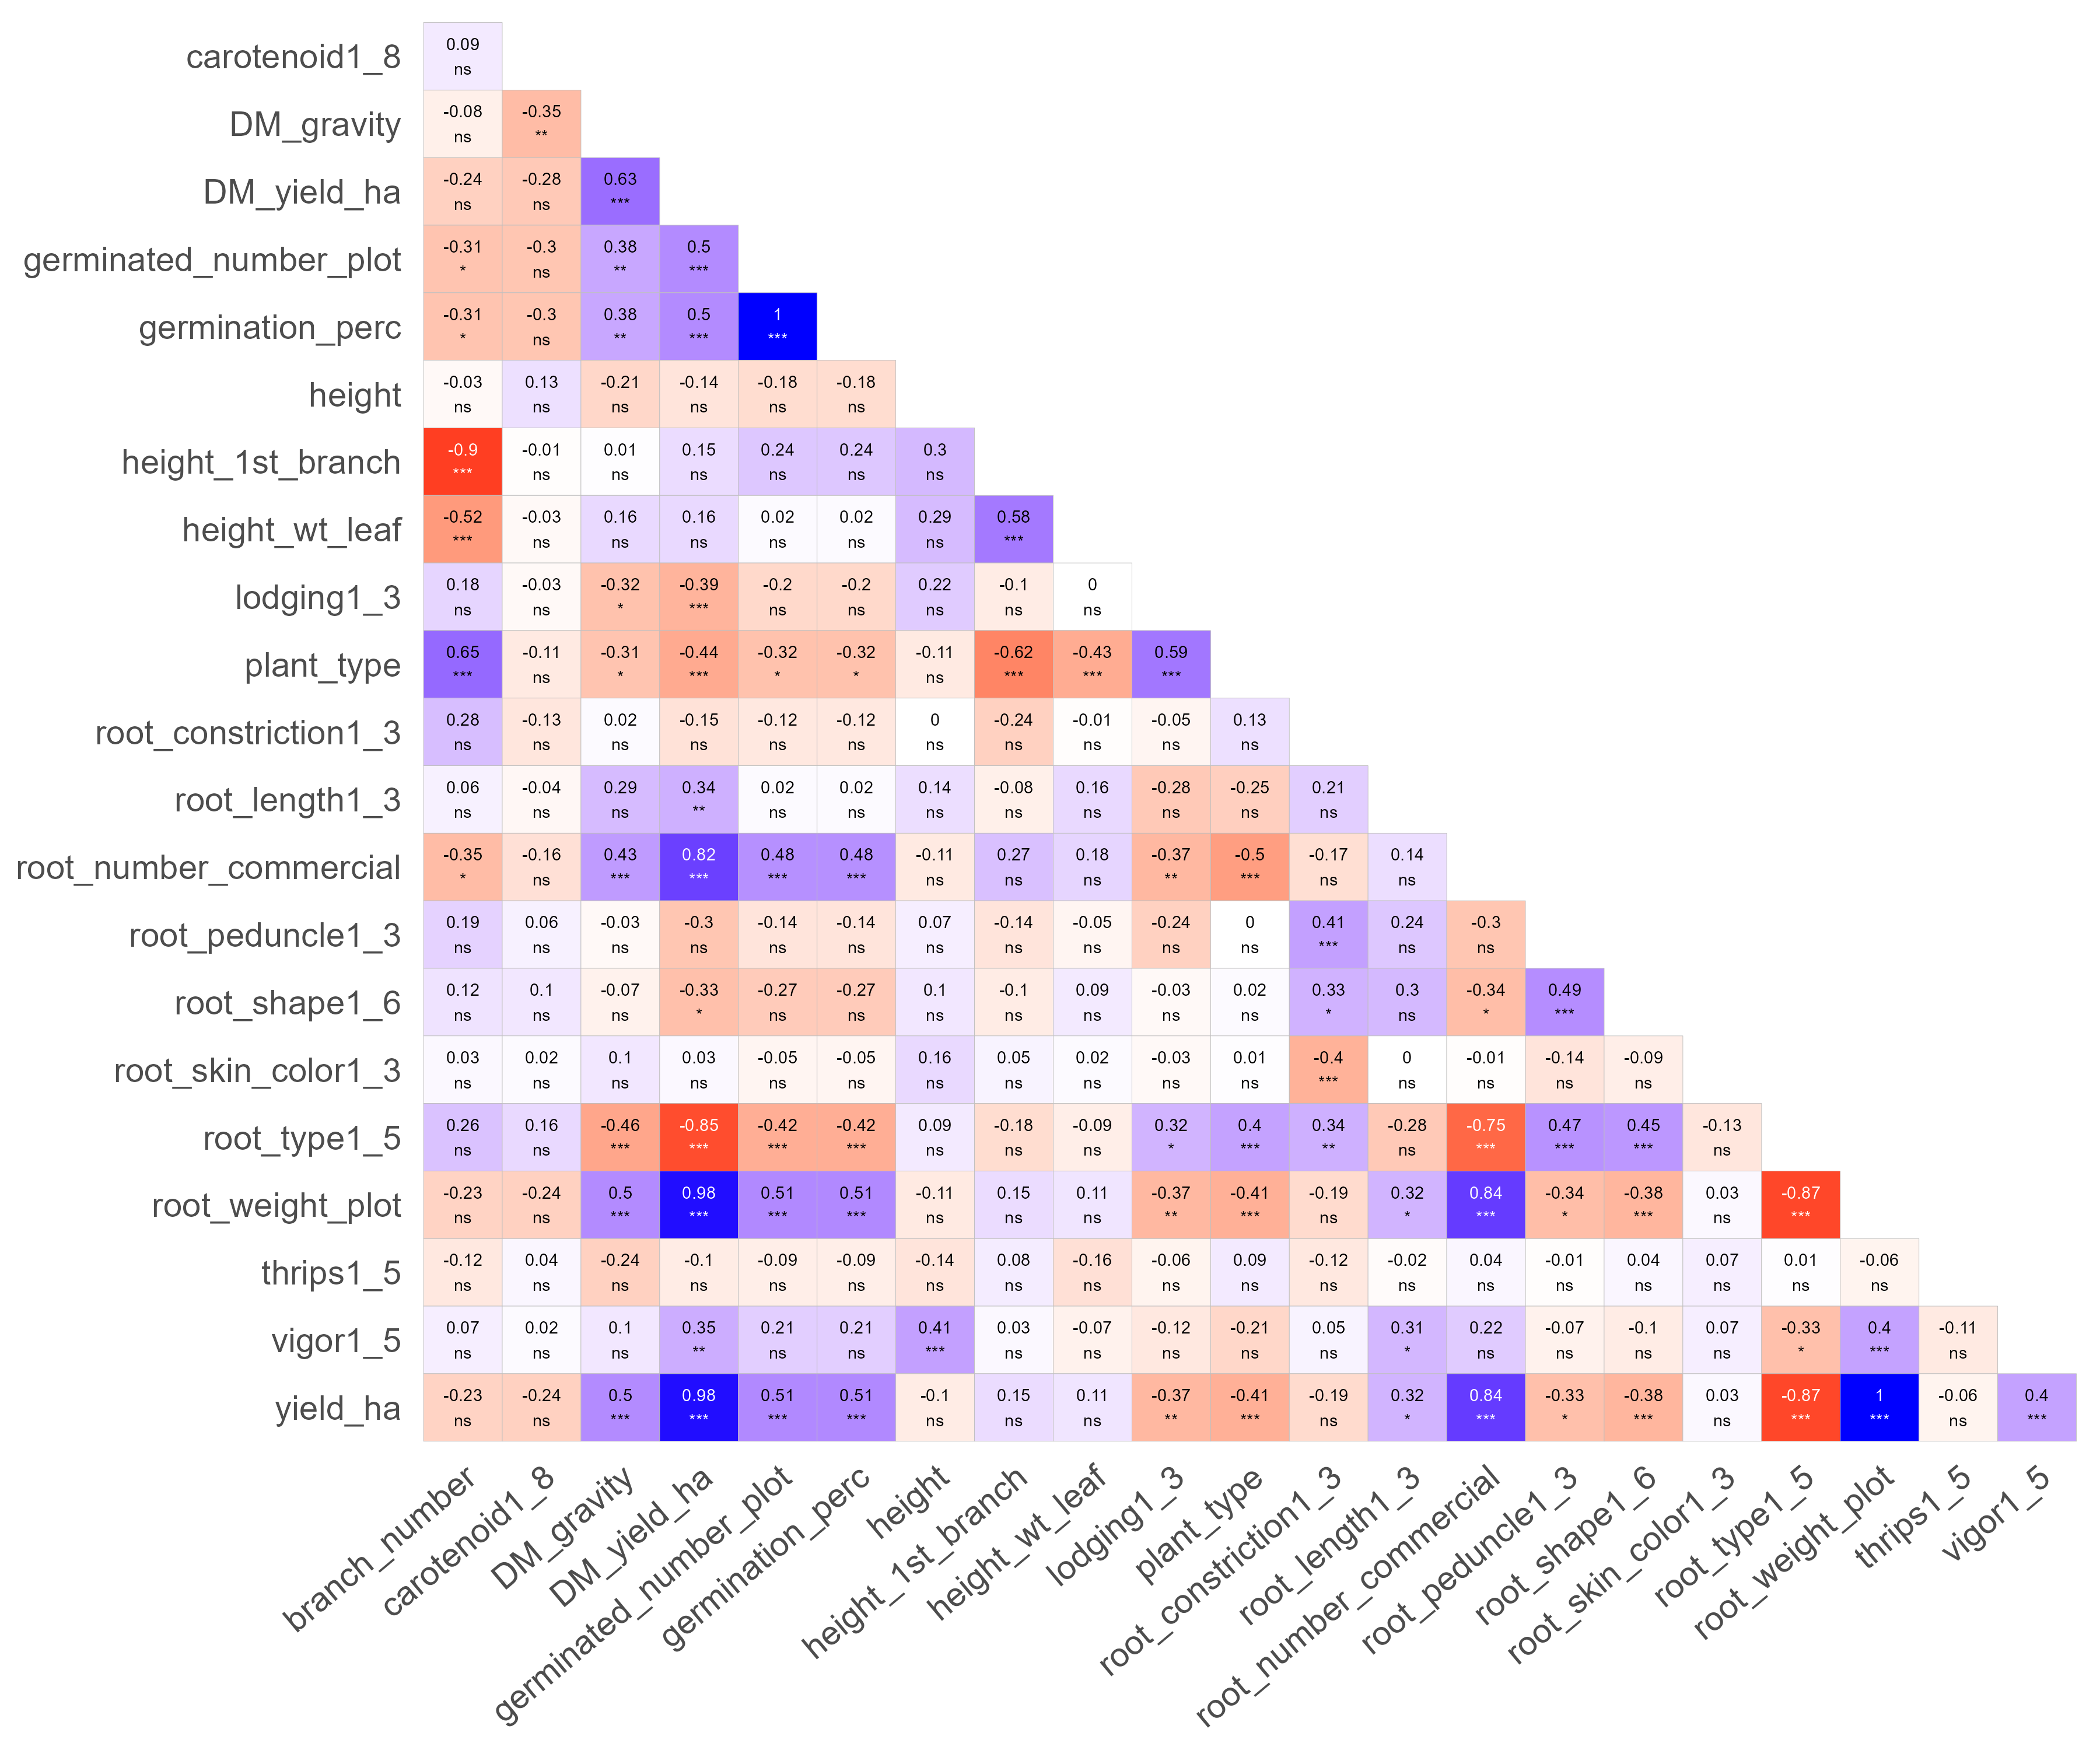 carotenoid1_8 0.09
ns
DM_gravity -0.08 -0.35
ns **
DM_yield_ha -0.24 -0.28 0.63
ns ns ***
germinated_number_plot -0.31 -0.3 0.38 0.5
* ns ** ***
germination_perc -0.31 -0.3 0.38 0.5 1
* ns ** *** ***
height -0.03 0.13 -0.21 -0.14 -0.18 -0.18
ns ns ns ns ns ns
height_1st_branch -0.9 -0.01 0.01 0.15 0.24 0.24 0.3
*** ns ns ns ns ns ns
height_wt_leaf -0.52 -0.03 0.16 0.16 0.02 0.02 0.29 0.58
*** ns ns ns ns ns ns ***
lodging1_3 0.18 -0.03 -0.32 -0.39 -0.2 -0.2 0.22 -0.1 0
ns ns * *** ns ns ns ns ns
plant_type 0.65 -0.11 -0.31 -0.44 -0.32 -0.32 -0.11 -0.62 -0.43 0.59
*** ns * *** * * ns *** *** ***
root_constriction1_3 0.28 -0.13 0.02 -0.15 -0.12 -0.12 0 -0.24 -0.01 -0.05 0.13
ns ns ns ns ns ns ns ns ns ns ns
root_length1_3 0.06 -0.04 0.29 0.34 0.02 0.02 0.14 -0.08 0.16 -0.28 -0.25 0.21
ns ns ns ** ns ns ns ns ns ns ns ns
root_number_commercial -0.35 -0.16 0.43 0.82 0.48 0.48 -0.11 0.27 0.18 -0.37 -0.5 -0.17 0.14
* ns *** *** *** *** ns ns ns ** *** ns ns
root_peduncle1_3 0.19 0.06 -0.03 -0.3 -0.14 -0.14 0.07 -0.14 -0.05 -0.24 0 0.41 0.24 -0.3
ns ns ns ns ns ns ns ns ns ns ns *** ns ns
root_shape1_6 0.12 0.1 -0.07 -0.33 -0.27 -0.27 0.1 -0.1 0.09 -0.03 0.02 0.33 0.3 -0.34 0.49
ns ns ns * ns ns ns ns ns ns ns * ns * ***
root_skin_color1_3 0.03 0.02 0.1 0.03 -0.05 -0.05 0.16 0.05 0.02 -0.03 0.01 -0.4 0 -0.01 -0.14 -0.09
ns ns ns ns ns ns ns ns ns ns ns *** ns ns ns ns
root_type1_5 0.26 0.16 -0.46 -0.85 -0.42 -0.42 0.09 -0.18 -0.09 0.32 0.4 0.34 -0.28 -0.75 0.47 0.45 -0.13
ns ns *** *** *** *** ns ns ns * *** ** ns *** *** *** ns
root_weight_plot -0.23 -0.24 0.5 0.98 0.51 0.51 -0.11 0.15 0.11 -0.37 -0.41 -0.19 0.32 0.84 -0.34 -0.38 0.03 -0.87
ns ns *** *** *** *** ns ns ns ** *** ns * *** * *** ns ***
thrips1_5 -0.12 0.04 -0.24 -0.1 -0.09 -0.09 -0.14 0.08 -0.16 -0.06 0.09 -0.12 -0.02 0.04 -0.01 0.04 0.07 0.01 -0.06
ns ns ns ns ns ns ns ns ns ns ns ns ns ns ns ns ns ns ns
vigor1_5 0.07 0.02 0.1 0.35 0.21 0.21 0.41 0.03 -0.07 -0.12 -0.21 0.05 0.31 0.22 -0.07 -0.1 0.07 -0.33 0.4 -0.11
ns ns ns ** ns ns *** ns ns ns ns ns * ns ns ns ns * *** ns
yield_ha -0.23 -0.24 0.5 0.98 0.51 0.51 -0.1 0.15 0.11 -0.37 -0.41 -0.19 0.32 0.84 -0.33 -0.38 0.03 -0.87 1 -0.06 0.4
ns ns *** *** *** *** ns ns ns ** *** ns * *** * *** ns *** *** ns ***
branch_number
carotenoid1_8
DM_gravity
DM_yield_ha
germinated_number_plot
germination_perc
height
height_1st_branch
height_wt_leaf
lodging1_3
plant_type
root_constriction1_3
root_length1_3
root_number_commercial
root_peduncle1_3
root_shape1_6
root_skin_color1_3
root_type1_5
root_weight_plot
thrips1_5
vigor1_5